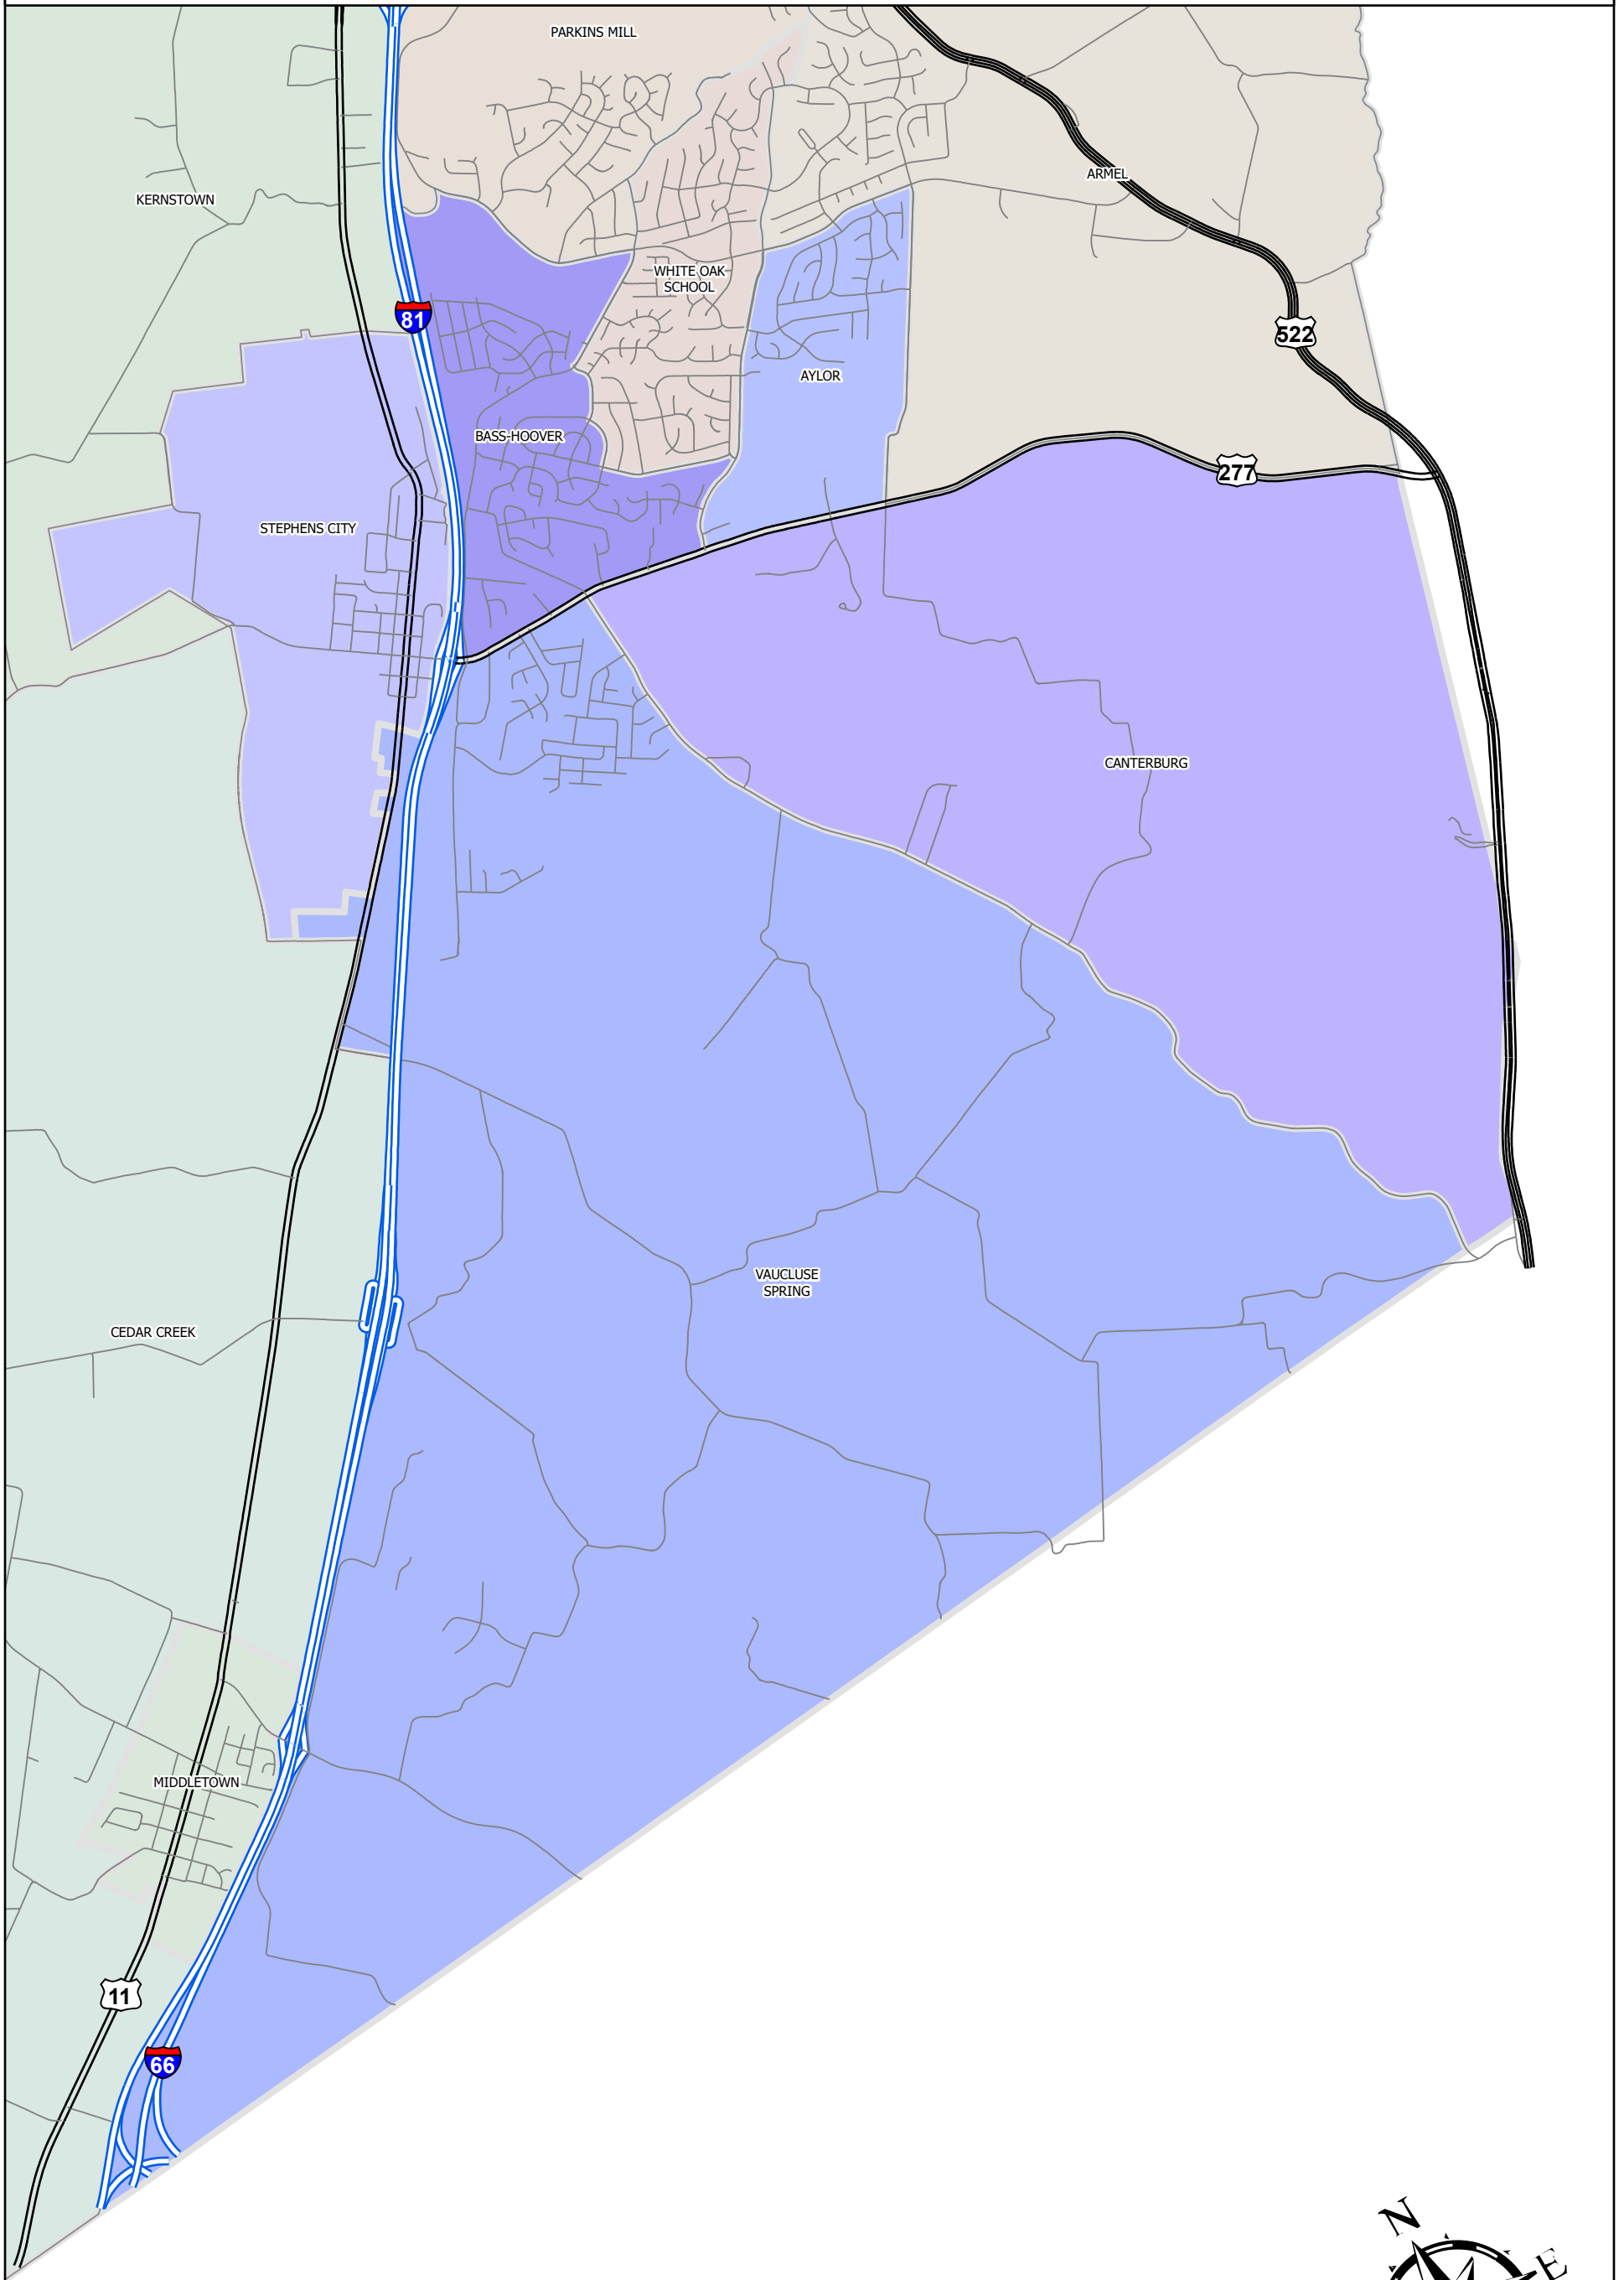 PARKINS MILL
ARMEL
KERNSTOWN
WHITE OAK
SCHOOL
81
522
AYLOR
BASS-HOOVER
277
STEPHENS CITY
CANTERBURG
VAUCLUSE
SPRING
CEDAR CREEK
MIDDLETOWN
11
66
N
E